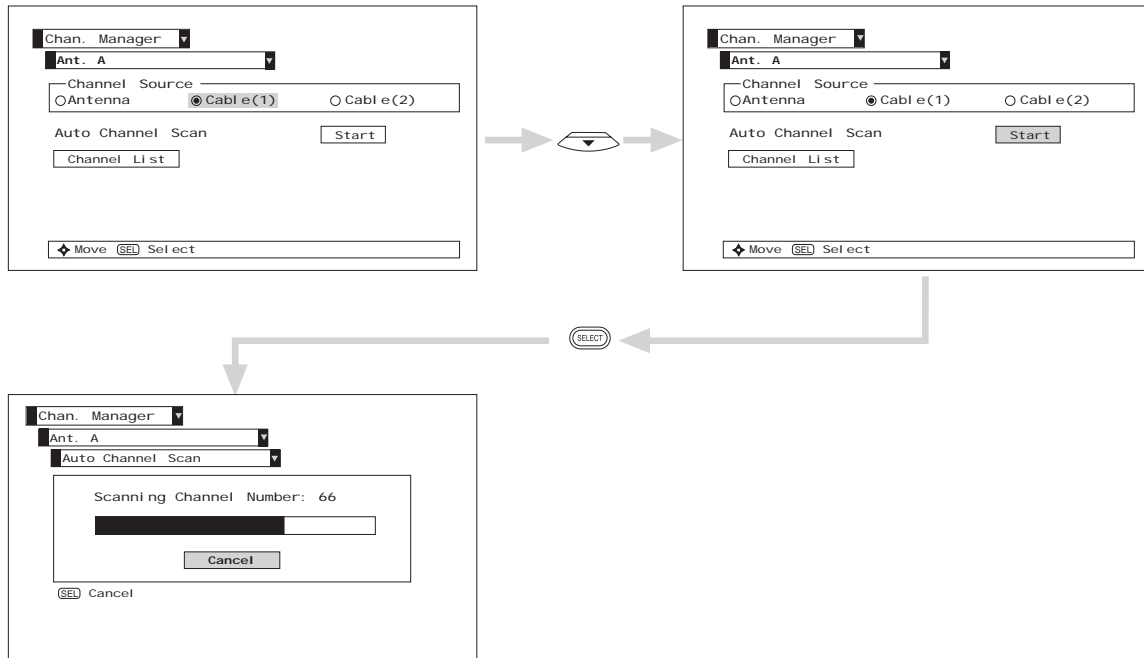 Chan. Manager
Ant. A
Channel Source
Antenna Cable(1) Cable(2)
Auto Channel Scan Start
Channel List
Move SEL Select
Chan. Manager
Ant. A
Channel Source
Antenna Cable(1) Cable(2)
Auto Channel Scan Start
Channel List
Move SEL Select
SELECT
Chan. Manager
Ant. A
Auto Channel Scan
Scanning Channel Number: 66
Cancel
SEL Cancel